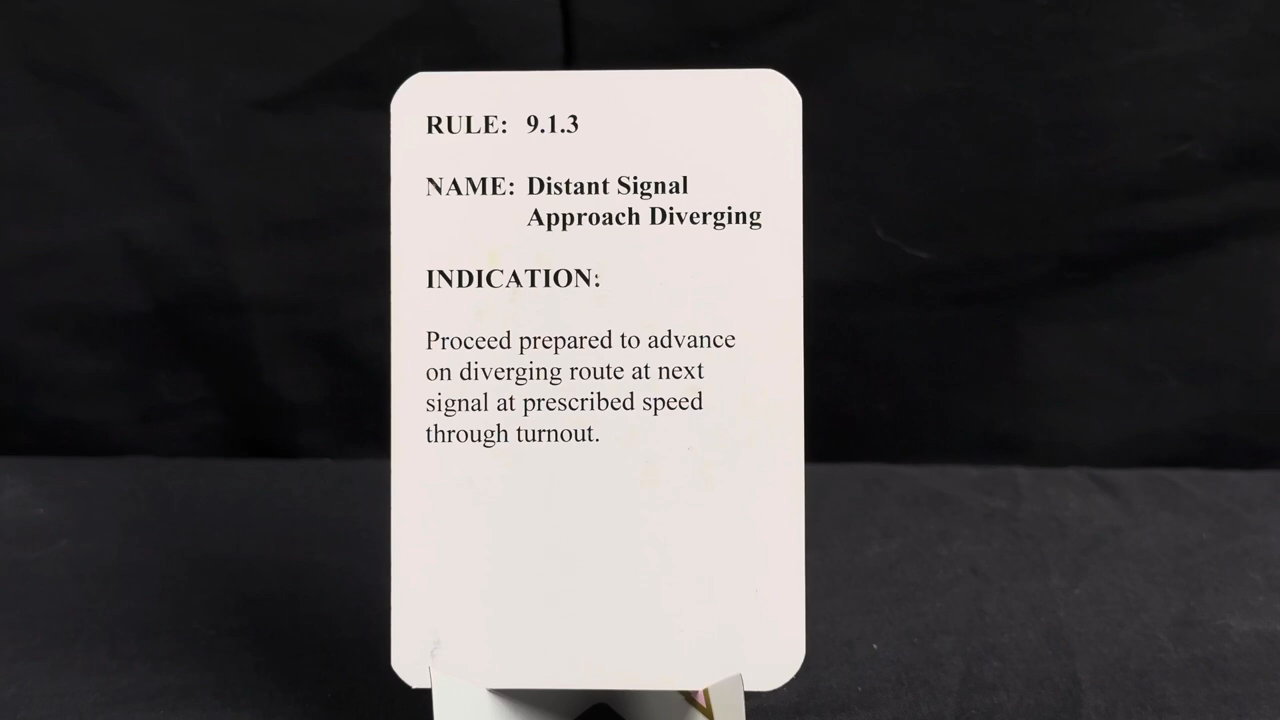 RULE: 9.1.3
NAME: Distant Signal
Approach Diverging
INDICATION:
Proceed prepared to advance
on diverging route at next
signal at prescribed speed
through turnout.